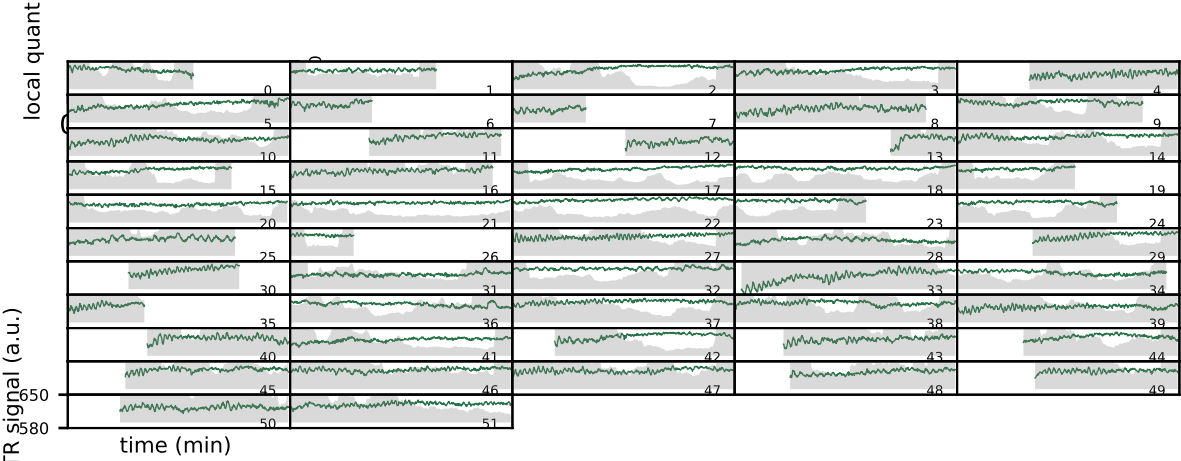 local quant
0 1 2 3 4
5 6 7 8 9
10 11 12 13 14
15 16 17 18 19
20 21 22 23 24
25 26 27 28 29
30 31 32 33 34
35 36 37 38 39
40 41 42 43 44
45 46 47 48 49
50 51
TR signal (a.u.)
650
580
time (min)